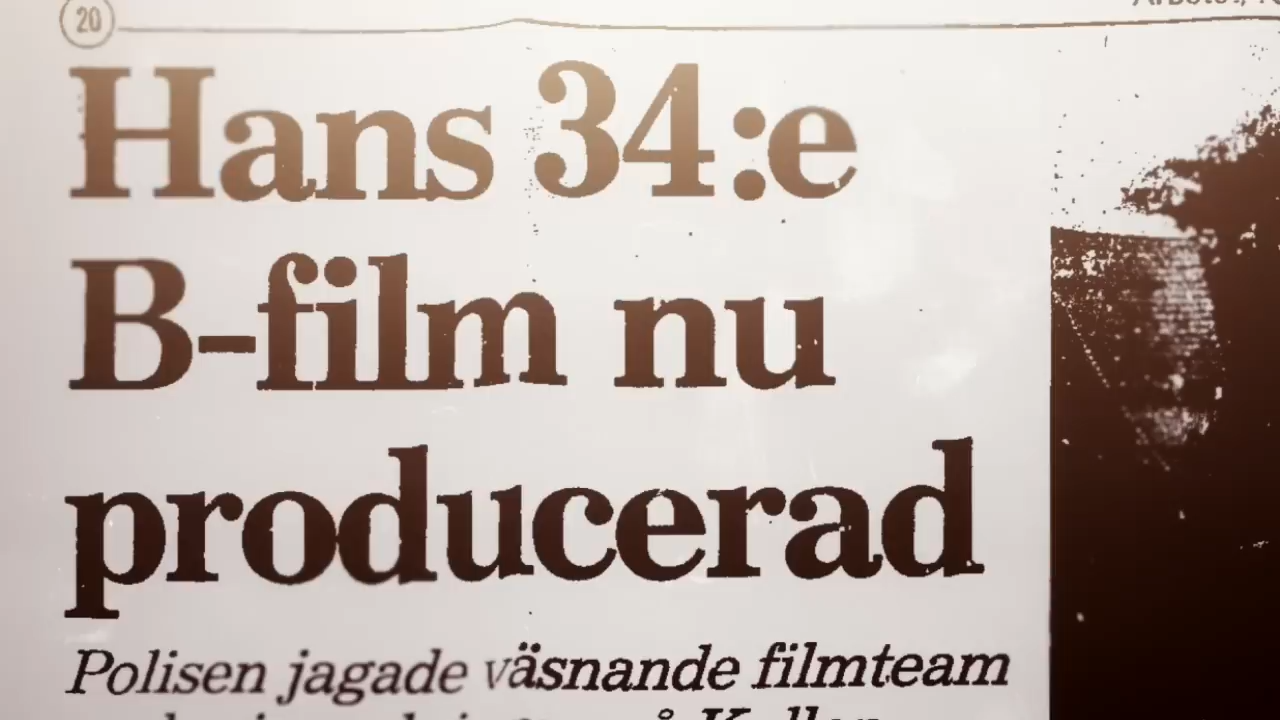 20
Hans 34:e
B-film nu
producerad
Polisen jagade väsnande filmteam